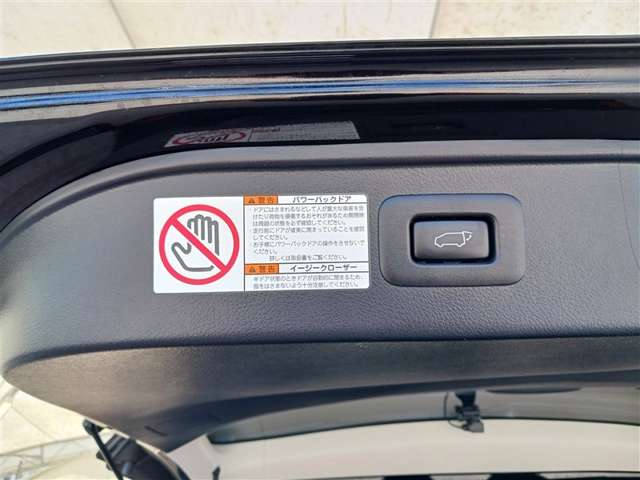 警告 パワーバックドア
・ドアにはさまれるなどして人が重大な傷害を受
けたり荷物を損傷するおそれがあるため開閉時
は周囲の状態を必ず確認してください。
・走行前にドアが確実に閉まっていることを確認
してください。
・お子様にパワーバックドアの操作をさせないで
ください。
詳しくは取扱書をご覧ください。
警告 イージークローザー
※ドア状態のときドアが自動的に閉まるため、
指をはさまないよう十分注意してください。